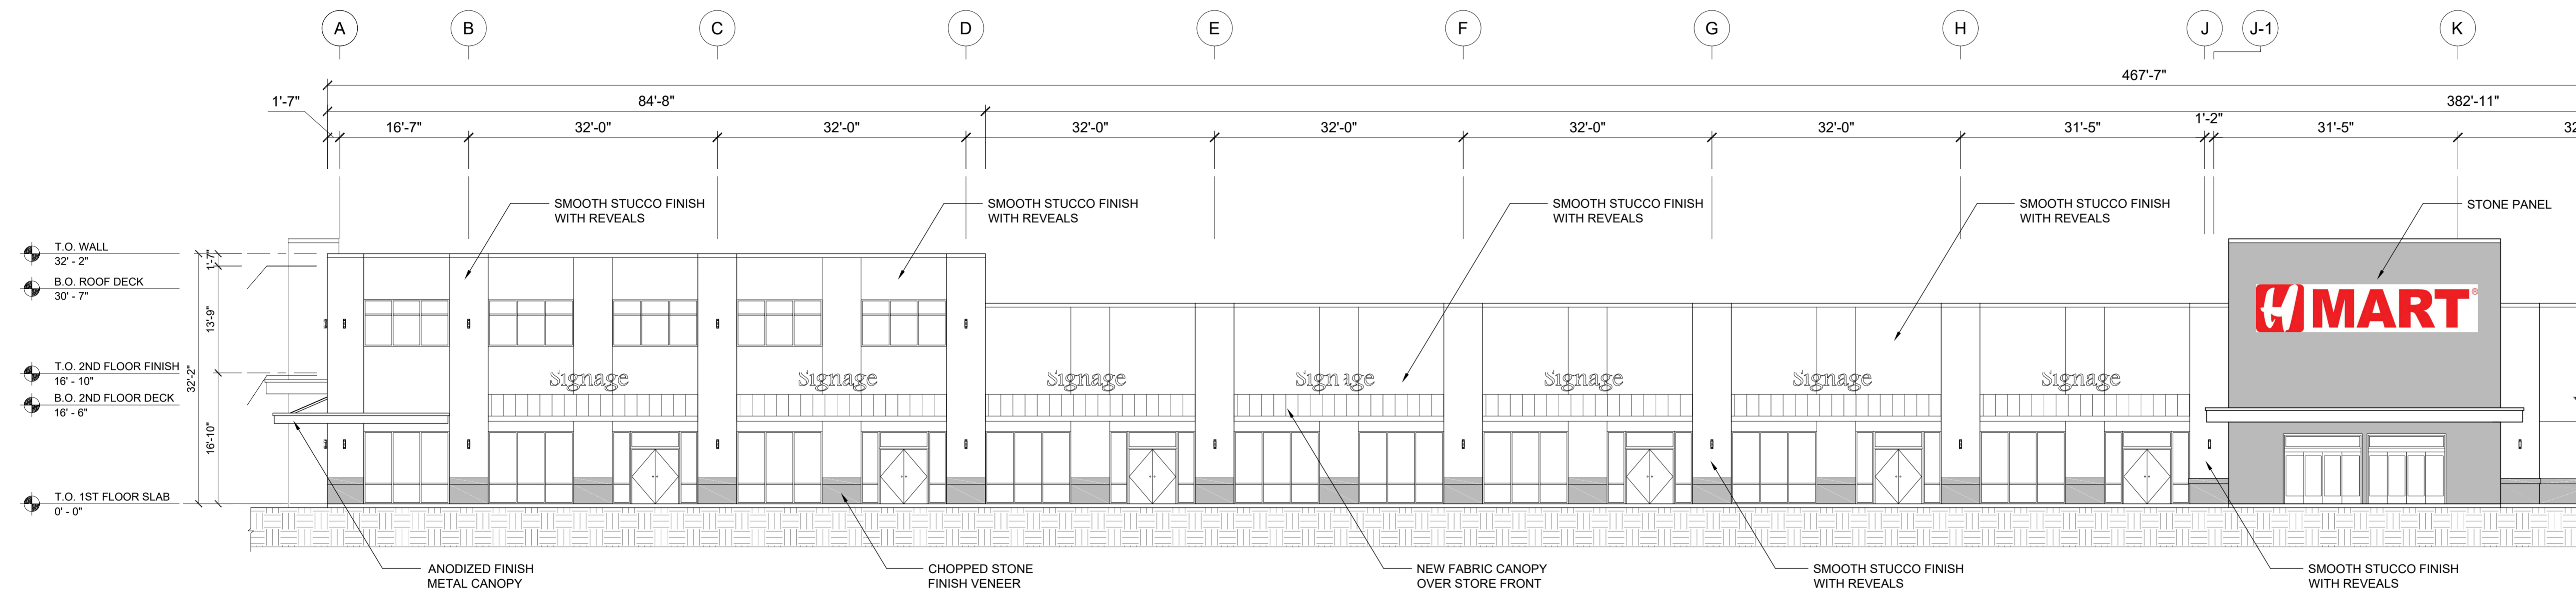 A B C D E F G H J J-1 K
467'-7"
1'-7" 84'-8" 382'-11"
16'-7" 32'-0" 32'-0" 32'-0" 32'-0" 32'-0" 32'-0" 31'-5" 1'-2" 31'-5"
SMOOTH STUCCO FINISH
WITH REVEALS
SMOOTH STUCCO FINISH
WITH REVEALS
SMOOTH STUCCO FINISH
WITH REVEALS
SMOOTH STUCCO FINISH
WITH REVEALS
STONE PANEL
T.O. WALL
32' - 2"
B.O. ROOF DECK
30' - 7"
T.O. 2ND FLOOR FINISH
16' - 10"
B.O. 2ND FLOOR DECK
16' - 6"
T.O. 1ST FLOOR SLAB
0' - 0"
32'-2"
1'-7"
13'-9"
16'-10"
H MART®
Signage Signage Signage Signage Signage Signage Signage
ANODIZED FINISH
METAL CANOPY
CHOPPED STONE
FINISH VENEER
NEW FABRIC CANOPY
OVER STORE FRONT
SMOOTH STUCCO FINISH
WITH REVEALS
SMOOTH STUCCO FINISH
WITH REVEALS